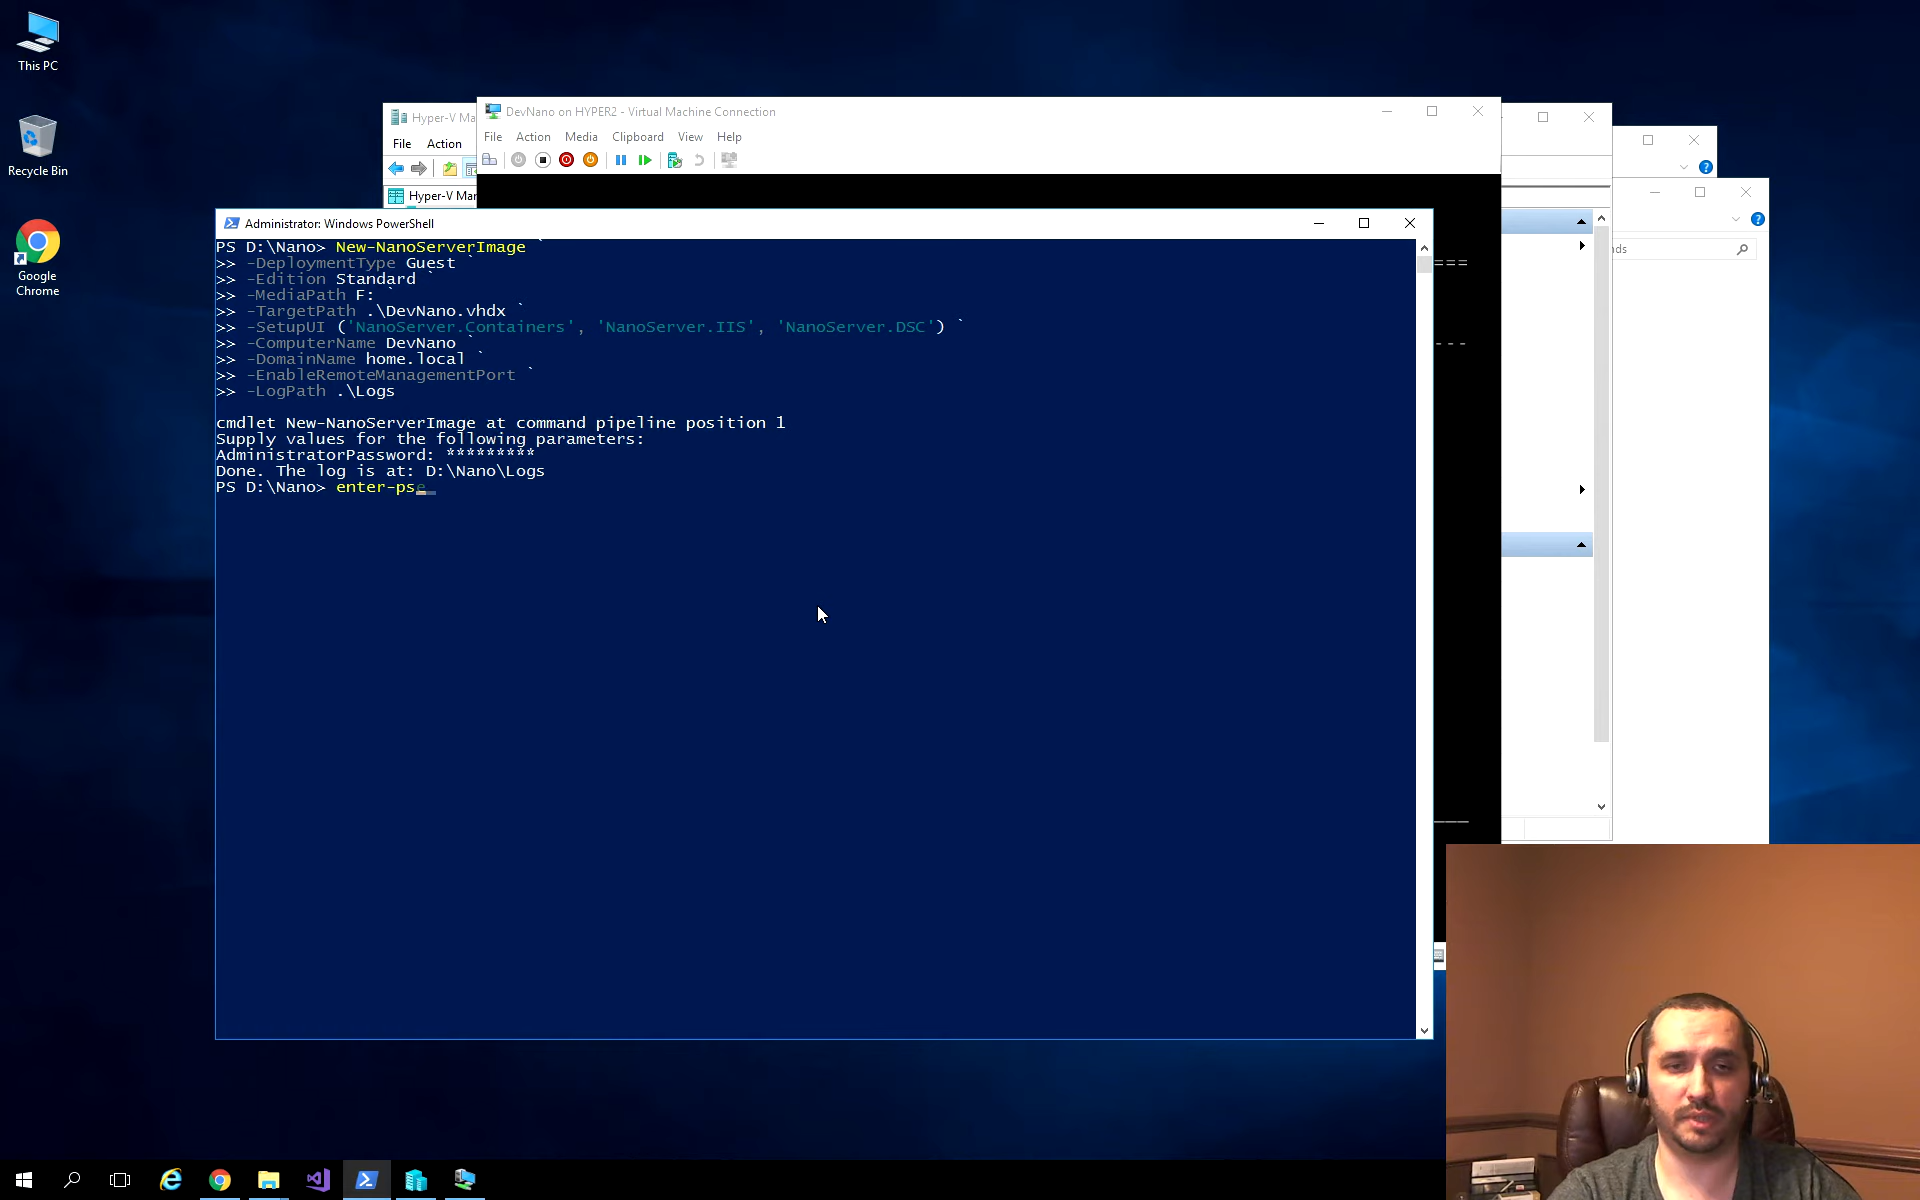 This PC
Recycle Bin
Google
Chrome
Hyper-V Ma
File Action
Hyper-V Mar
DevNano on HYPER2 - Virtual Machine Connection
File Action Media Clipboard View Help
Administrator: Windows PowerShell
PS D:\Nano> New-NanoServerImage `
>> -DeploymentType Guest `
>> -Edition Standard `
>> -MediaPath F: `
>> -TargetPath .\DevNano.vhdx `
>> -SetupUI ('NanoServer.Containers', 'NanoServer.IIS', 'NanoServer.DSC') `
>> -ComputerName DevNano `
>> -DomainName home.local `
>> -EnableRemoteManagementPort `
>> -LogPath .\Logs
cmdlet New-NanoServerImage at command pipeline position 1
Supply values for the following parameters:
AdministratorPassword: *********
Done. The log is at: D:\Nano\Logs
PS D:\Nano> enter-pse
===
---
nds